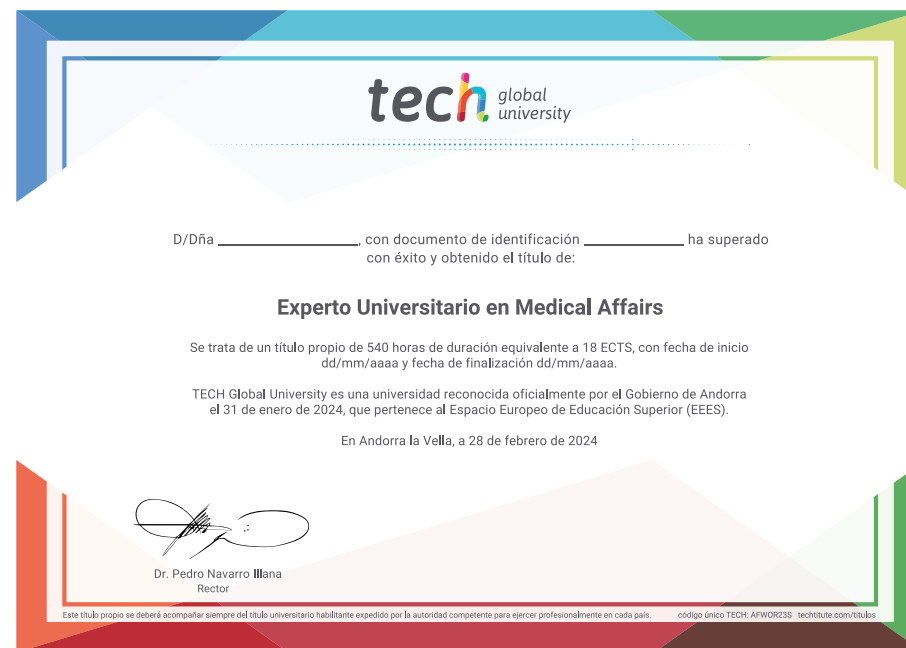 tech global university
D/Dña ____________________, con documento de identificación ______________ ha superado
con éxito y obtenido el título de:
Experto Universitario en Medical Affairs
Se trata de un título propio de 540 horas de duración equivalente a 18 ECTS, con fecha de inicio
dd/mm/aaaa y fecha de finalización dd/mm/aaaa.
TECH Global University es una universidad reconocida oficialmente por el Gobierno de Andorra
el 31 de enero de 2024, que pertenece al Espacio Europeo de Educación Superior (EEES).
En Andorra la Vella, a 28 de febrero de 2024
Dr. Pedro Navarro Illana
Rector
Este título propio se deberá acompañar siempre del título universitario habilitante expedido por la autoridad competente para ejercer profesionalmente en cada país. código único TECH: AFWOR23S techtitute.com/titulos